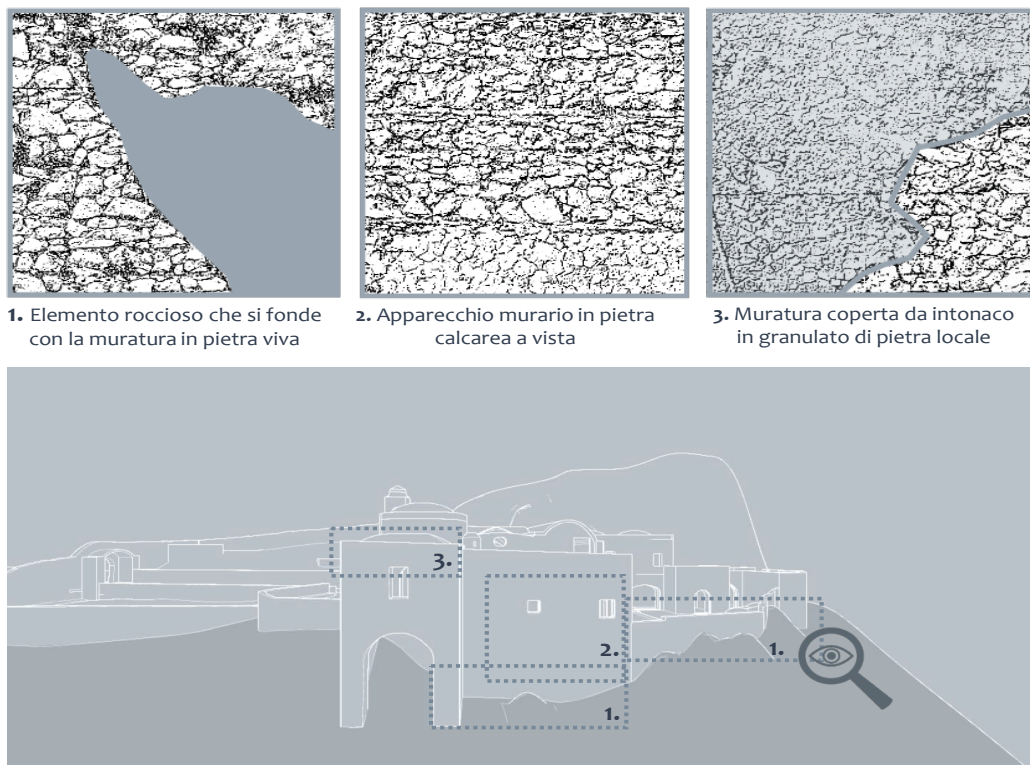 1. Elemento roccioso che si fonde
con la muratura in pietra viva
2. Apparecchio murario in pietra
calcarea a vista
3. Muratura coperta da intonaco
in granulato di pietra locale
3.
2.
1.
1.